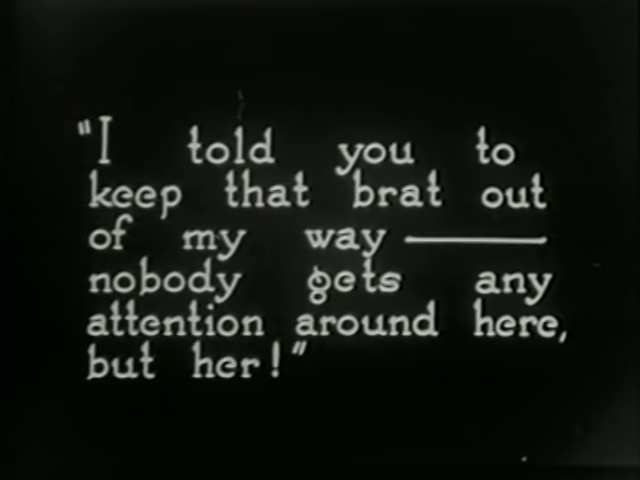 "I told you to
keep that brat out
of my way ———
nobody gets any
attention around here,
but her!"